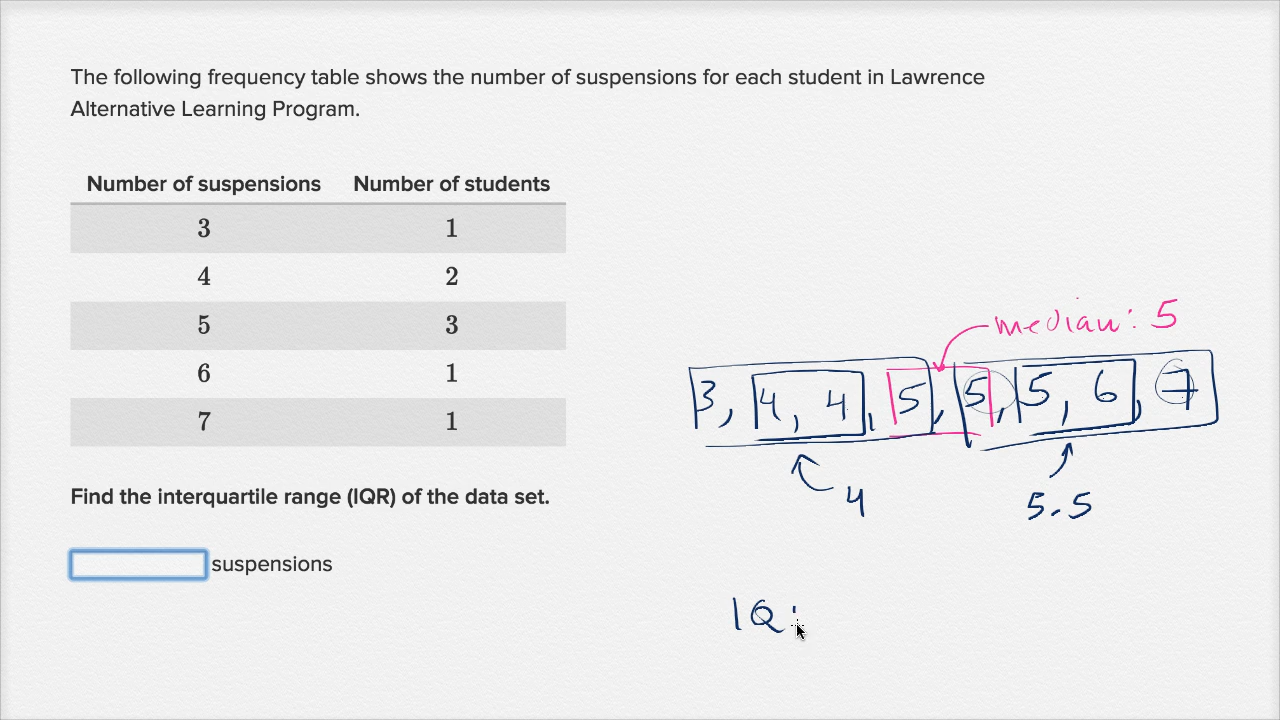 The following frequency table shows the number of suspensions for each student in Lawrence
Alternative Learning Program.
Number of suspensions Number of students
3 1
4 2
5 3
6 1
7 1
Find the interquartile range (IQR) of the data set.
suspensions
median: 5
3, 4, 4, 5, 5, 5, 6, 7
4 5.5
IQ